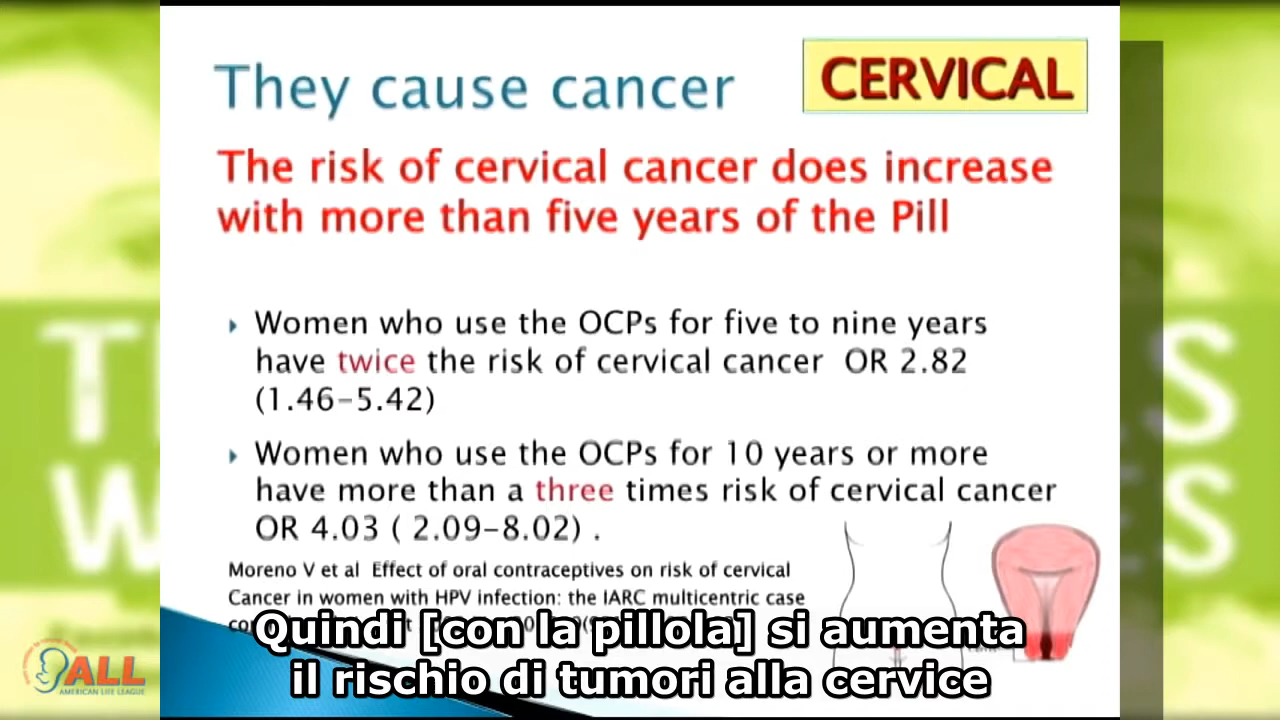 They cause cancer
CERVICAL
The risk of cervical cancer does increase
with more than five years of the Pill
Women who use the OCPs for five to nine years
have twice the risk of cervical cancer OR 2.82
(1.46-5.42)
Women who use the OCPs for 10 years or more
have more than a three times risk of cervical cancer
OR 4.03 ( 2.09-8.02) .
Moreno V et al Effect of oral contraceptives on risk of cervical
Cancer in women with HPV infection: the IARC multicentric case
Quindi [con la pillola] si aumenta
il rischio di tumori alla cervice
ALL
AMERICAN LIFE LEAGUE